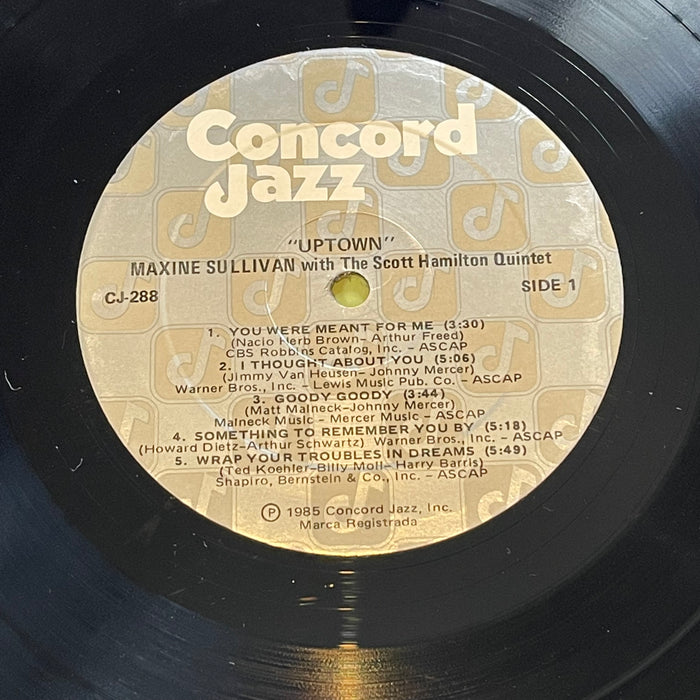 Concord
Jazz
"UPTOWN"
MAXINE SULLIVAN with The Scott Hamilton Quintet
CJ-288 SIDE 1
1. YOU WERE MEANT FOR ME (3:30)
(Nacio Herb Brown- Arthur Freed)
CBS Robbins Catalog, Inc. - ASCAP
2. I THOUGHT ABOUT YOU (5:06)
(Jimmy Van Heusen- Johnny Mercer)
Warner Bros., Inc. - Lewis Music Pub. Co. - ASCAP
3. GOODY GOODY (3:44)
(Matt Malneck-Johnny Mercer)
Malneck Music - Mercer Music - ASCAP
4. SOMETHING TO REMEMBER YOU BY (5:18)
(Howard Dietz-Arthur Schwartz) Warner Bros., Inc. - ASCAP
5. WRAP YOUR TROUBLES IN DREAMS (5:49)
(Ted Koehler-Billy Moll- Harry Barris)
Shapiro, Bernstein & Co., Inc. - ASCAP
℗ 1985 Concord Jazz, Inc.
Marca Registrada